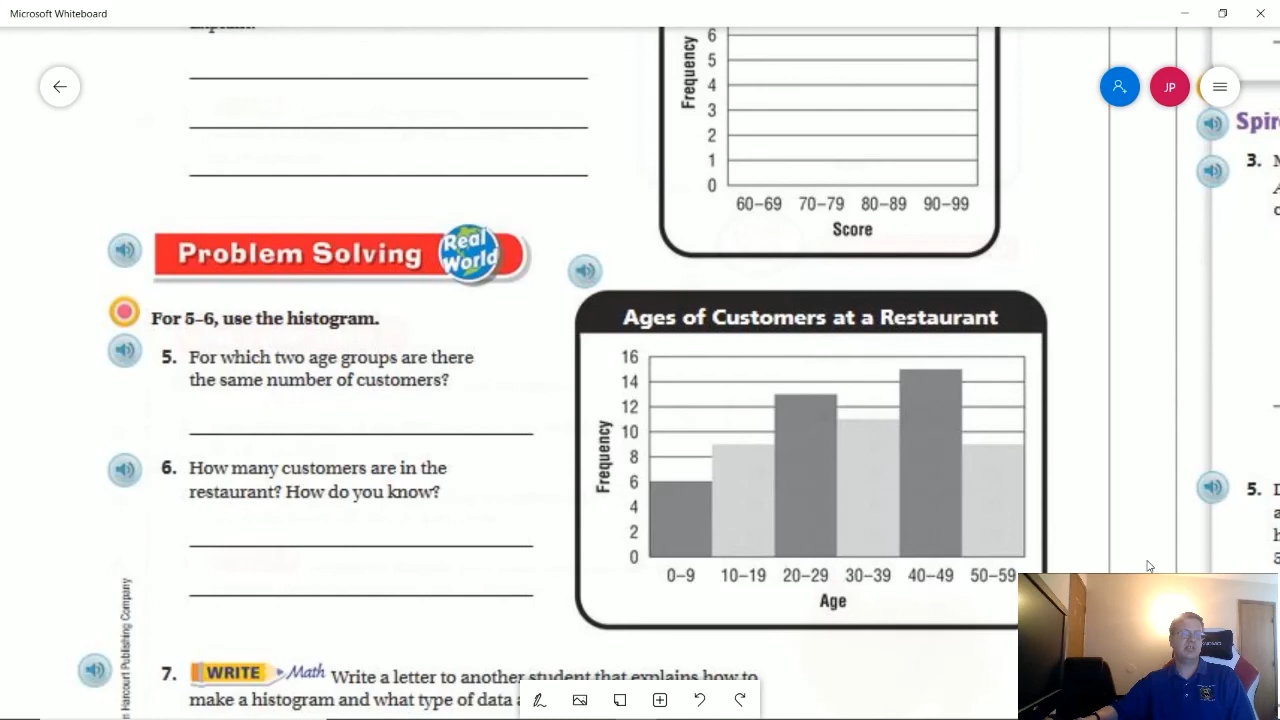 Microsoft Whiteboard
JP
6
5
4
3
2
1
0
Frequency
60–69 70–79 80–89 90–99
Score
Problem Solving Real World
For 5–6, use the histogram.
5. For which two age groups are there
the same number of customers?
6. How many customers are in the
restaurant? How do you know?
Ages of Customers at a Restaurant
16
14
12
10
8
6
4
2
0
Frequency
0–9 10–19 20–29 30–39 40–49 50–59
Age
Harcourt Publishing Company
7. WRITE Math Write a letter to another student that explains how to
make a histogram and what type of data
Spir
3.
5.